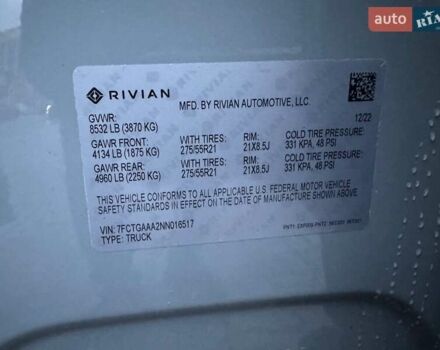 RIVIAN
MFD. BY RIVIAN AUTOMOTIVE, LLC.
GVWR: 12/22
8532 LB (3870 KG)
GAWR FRONT: WITH TIRES: RIM: COLD TIRE PRESSURE:
4134 LB (1875 KG) 275/55R21 21X8.5J 331 KPA, 48 PSI
GAWR REAR: WITH TIRES: RIM: COLD TIRE PRESSURE:
4960 LB (2250 KG) 275/55R21 21X8.5J 331 KPA, 48 PSI
THIS VEHICLE CONFORMS TO ALL APPLICABLE U.S. FEDERAL MOTOR VEHICLE
SAFETY STANDARDS IN EFFECT ON THE DATE OF MANUFACTURE SHOWN ABOVE.
VIN: 7FCTGAAA2NN016517
TYPE: TRUCK
AUTO
RIA